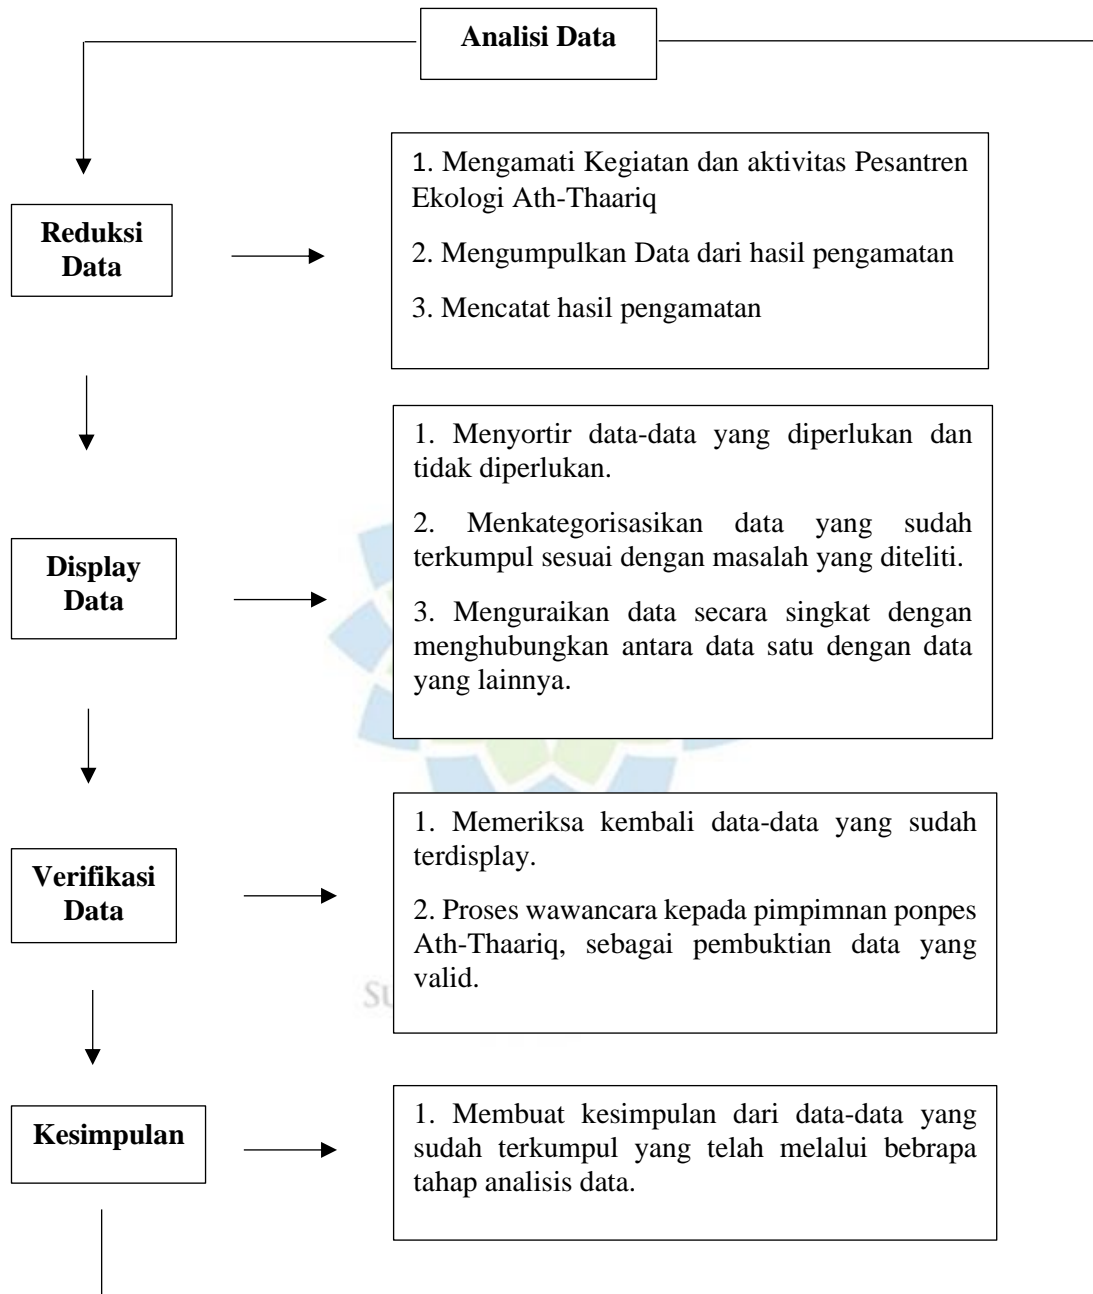 Analisi Data
1. Mengamati Kegiatan dan aktivitas Pesantren
Ekologi Ath-Thaariq
2. Mengumpulkan Data dari hasil pengamatan
3. Mencatat hasil pengamatan
Reduksi
Data
1. Menyortir data-data yang diperlukan dan
tidak diperlukan.
2. Menkategorisasikan data yang sudah
terkumpul sesuai dengan masalah yang diteliti.
3. Menguraikan data secara singkat dengan
menghubungkan antara data satu dengan data
yang lainnya.
Display
Data
1. Memeriksa kembali data-data yang sudah
terdisplay.
2. Proses wawancara kepada pimpimnan ponpes
Ath-Thaariq, sebagai pembuktian data yang
valid.
Verifikasi
Data
1. Membuat kesimpulan dari data-data yang
sudah terkumpul yang telah melalui bebrapa
tahap analisis data.
Kesimpulan